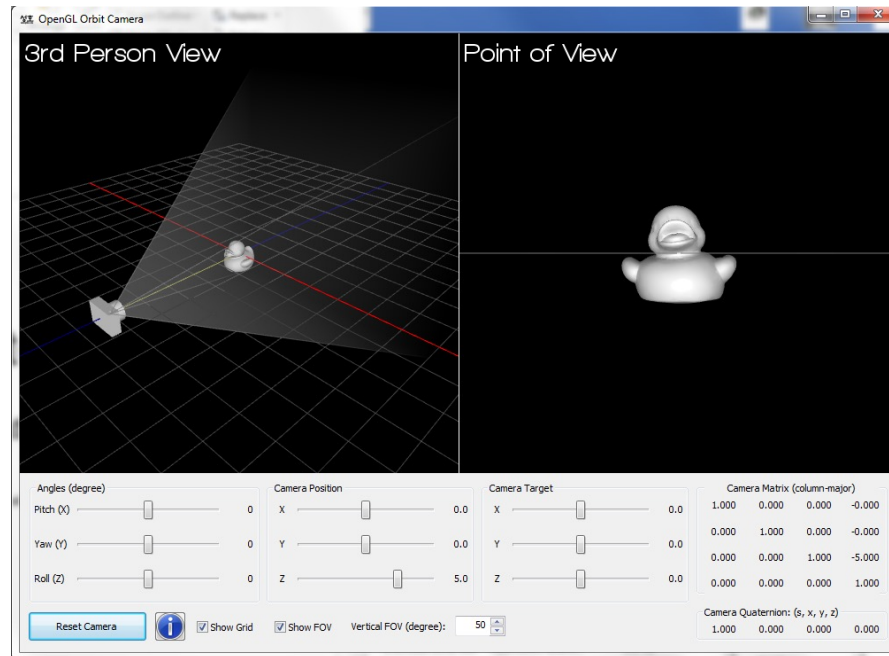 OpenGL Orbit Camera
3rd Person View
Point of View
Angles (degree)
Pitch (X) 0
Yaw (Y) 0
Roll (Z) 0
Camera Position
X 0.0
Y 0.0
Z 5.0
Camera Target
X 0.0
Y 0.0
Z 0.0
Camera Matrix (column-major)
1.000 0.000 0.000 -0.000
0.000 1.000 0.000 -0.000
0.000 0.000 1.000 -5.000
0.000 0.000 0.000 1.000
Reset Camera
Show Grid
Show FOV
Vertical FOV (degree): 50
Camera Quaternion: (s, x, y, z)
1.000 0.000 0.000 0.000